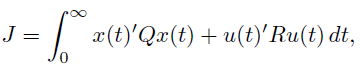 J = ∫₀^∞ x(t)′Qx(t) + u(t)′Ru(t) dt,